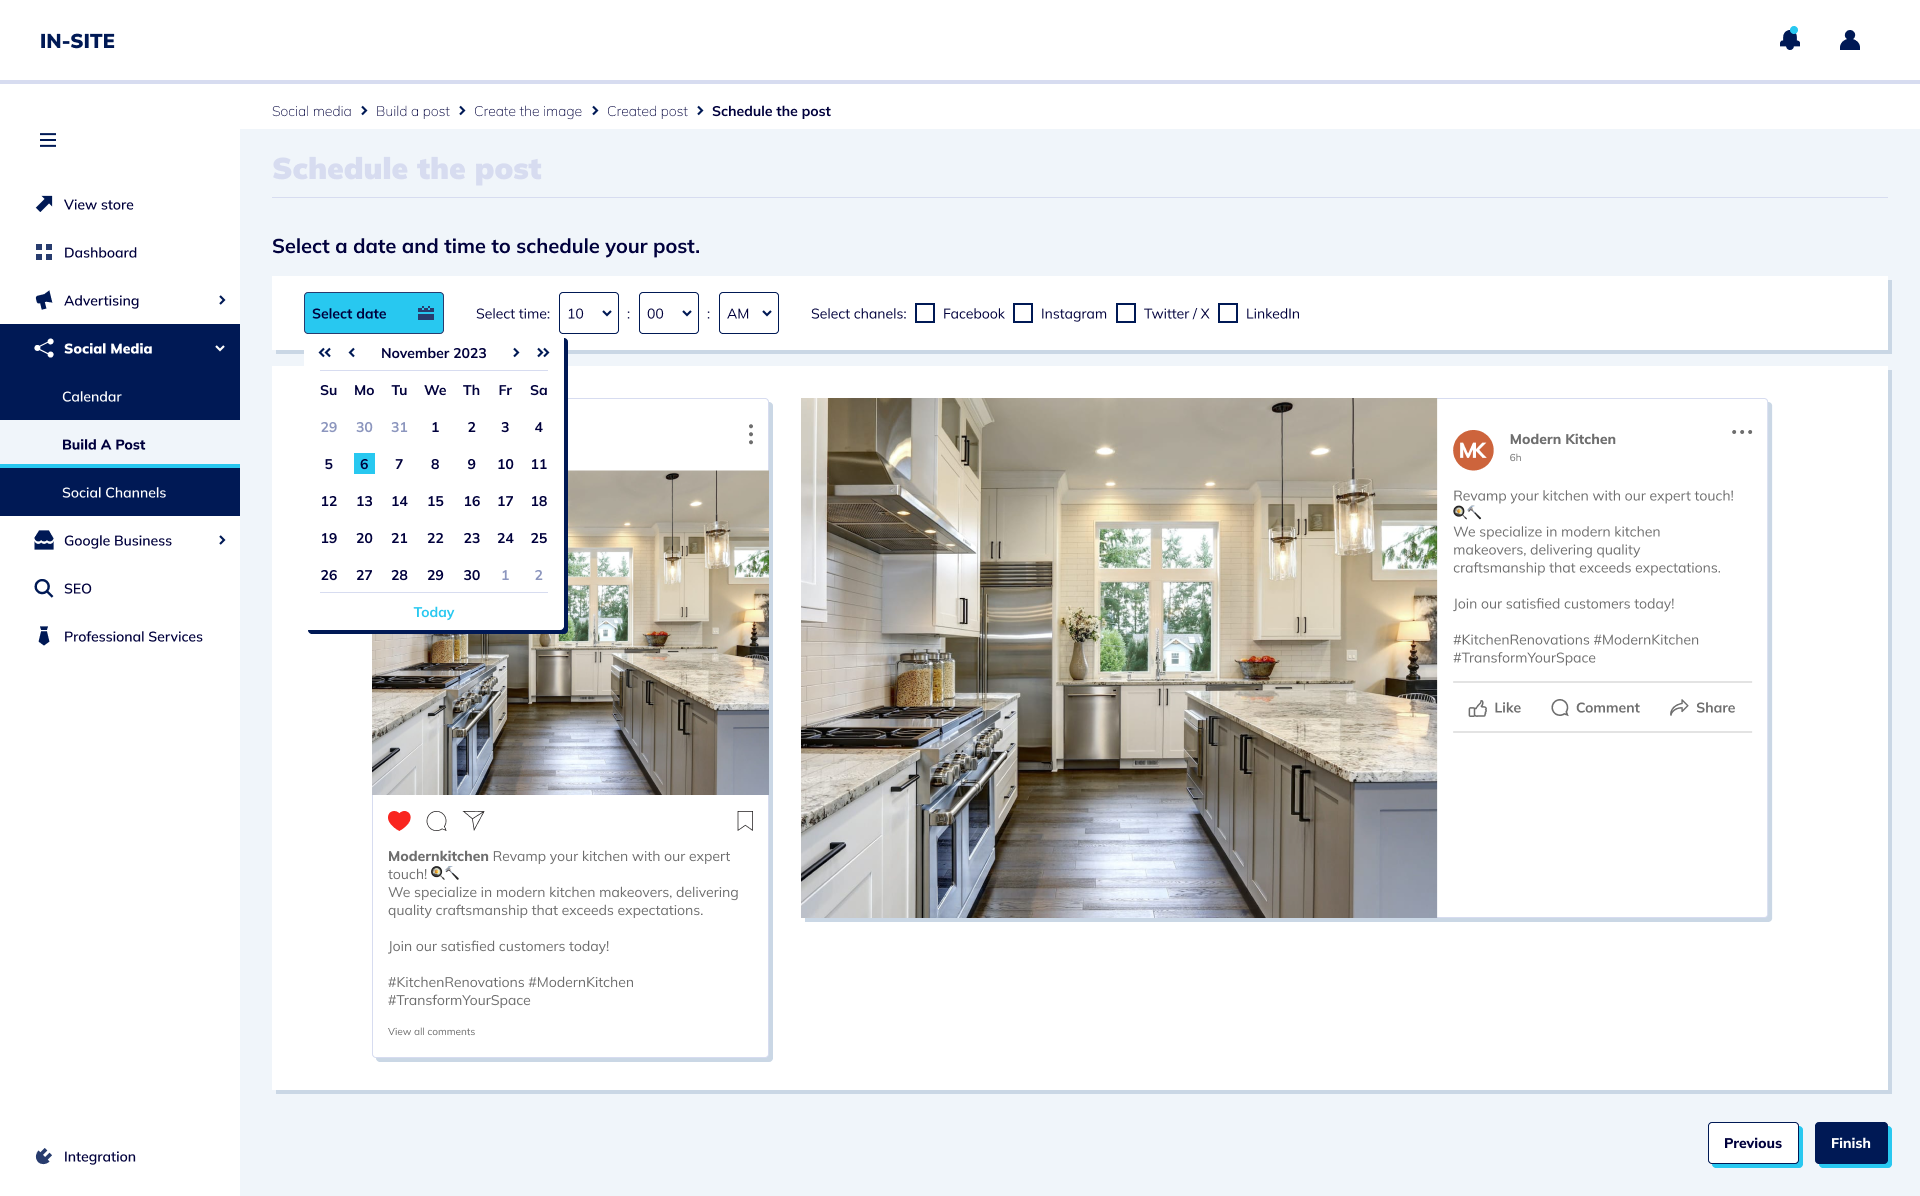 IN-SITE
Social media
Build a post
Create the image
Created post
Schedule the post
View store
Dashboard
Advertising
Social Media
Calendar
Build A Post
Social Channels
Google Business
SEO
Professional Services
Integration
Schedule the post
Select a date and time to schedule your post.
Select date
Select time: 10 : 00 : AM
Select chanels: Facebook Instagram Twitter / X LinkedIn
November 2023
Su Mo Tu We Th Fr Sa
29 30 31 1 2 3 4
5 6 7 8 9 10 11
12 13 14 15 16 17 18
19 20 21 22 23 24 25
26 27 28 29 30 1 2
Today
Modernkitchen Revamp your kitchen with our expert
touch! 🍳🔨
We specialize in modern kitchen makeovers, delivering
quality craftsmanship that exceeds expectations.
Join our satisfied customers today!
#KitchenRenovations #ModernKitchen
#TransformYourSpace
View all comments
MK
Modern Kitchen
6h
Revamp your kitchen with our expert touch!
🍳🔨
We specialize in modern kitchen
makeovers, delivering quality
craftsmanship that exceeds expectations.
Join our satisfied customers today!
#KitchenRenovations #ModernKitchen
#TransformYourSpace
Like
Comment
Share
Previous
Finish